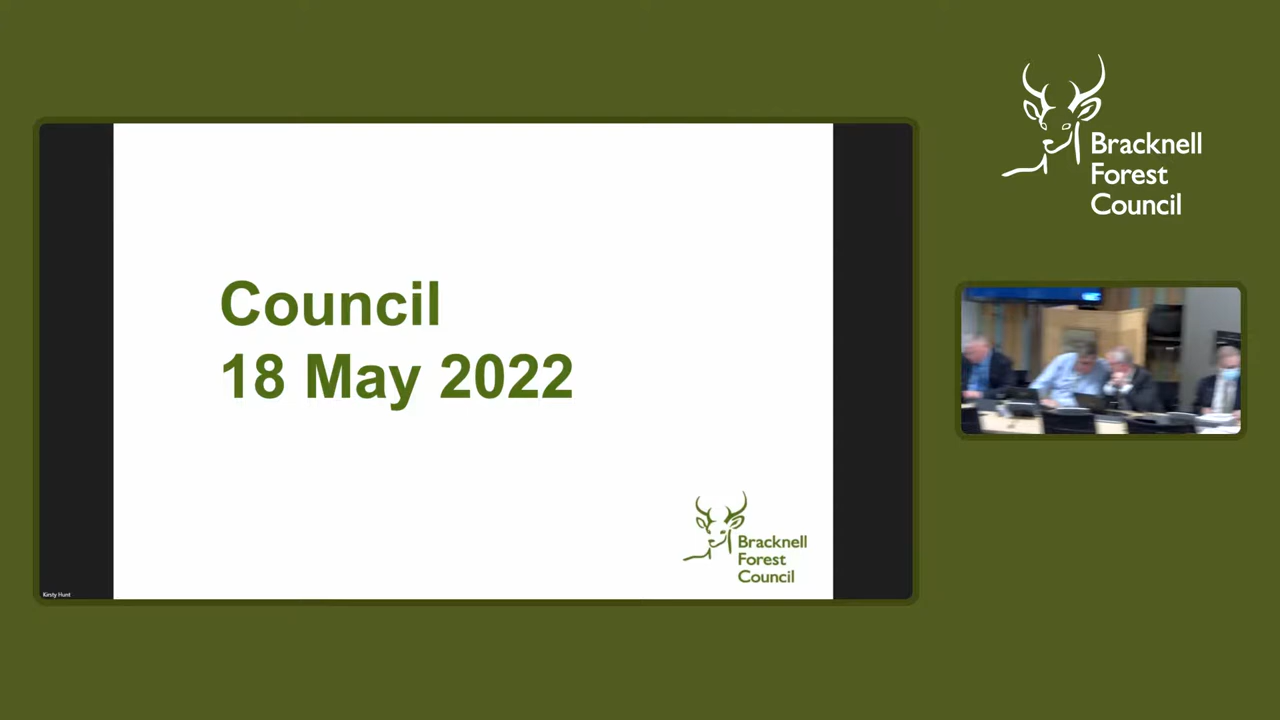 Council
18 May 2022
Bracknell
Forest
Council
Kirsty Hunt
Bracknell
Forest
Council